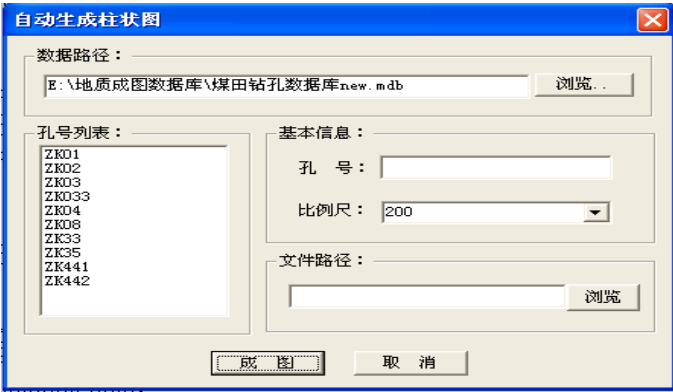 自动生成柱状图
数据路径：
E:\地质成图数据库\煤田钻孔数据库new.mdb
浏览..
孔号列表：
ZK01
ZK02
ZK03
ZK033
ZK04
ZK08
ZK33
ZK35
ZK441
ZK442
基本信息：
孔 号：
比例尺：
200
文件路径：
浏览
成 图
取 消